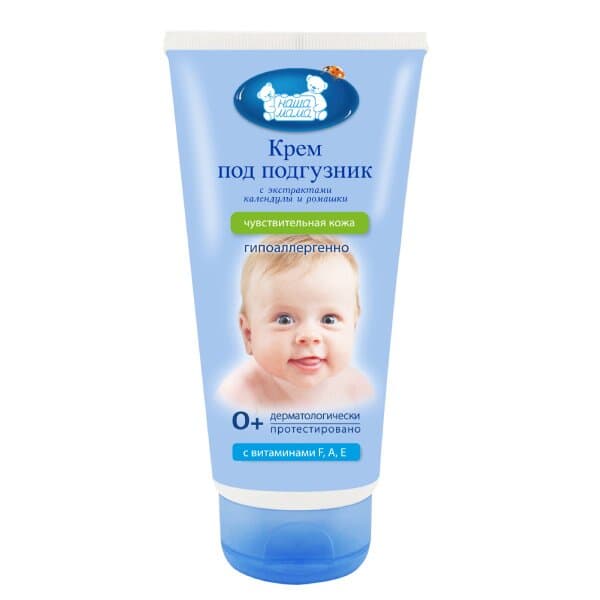 наша
мама
Крем
под подгузник
с экстрактами
календулы и ромашки
чувствительная кожа
гипоаллергенно
0+ дерматологически
протестировано
с витаминами F, A, E